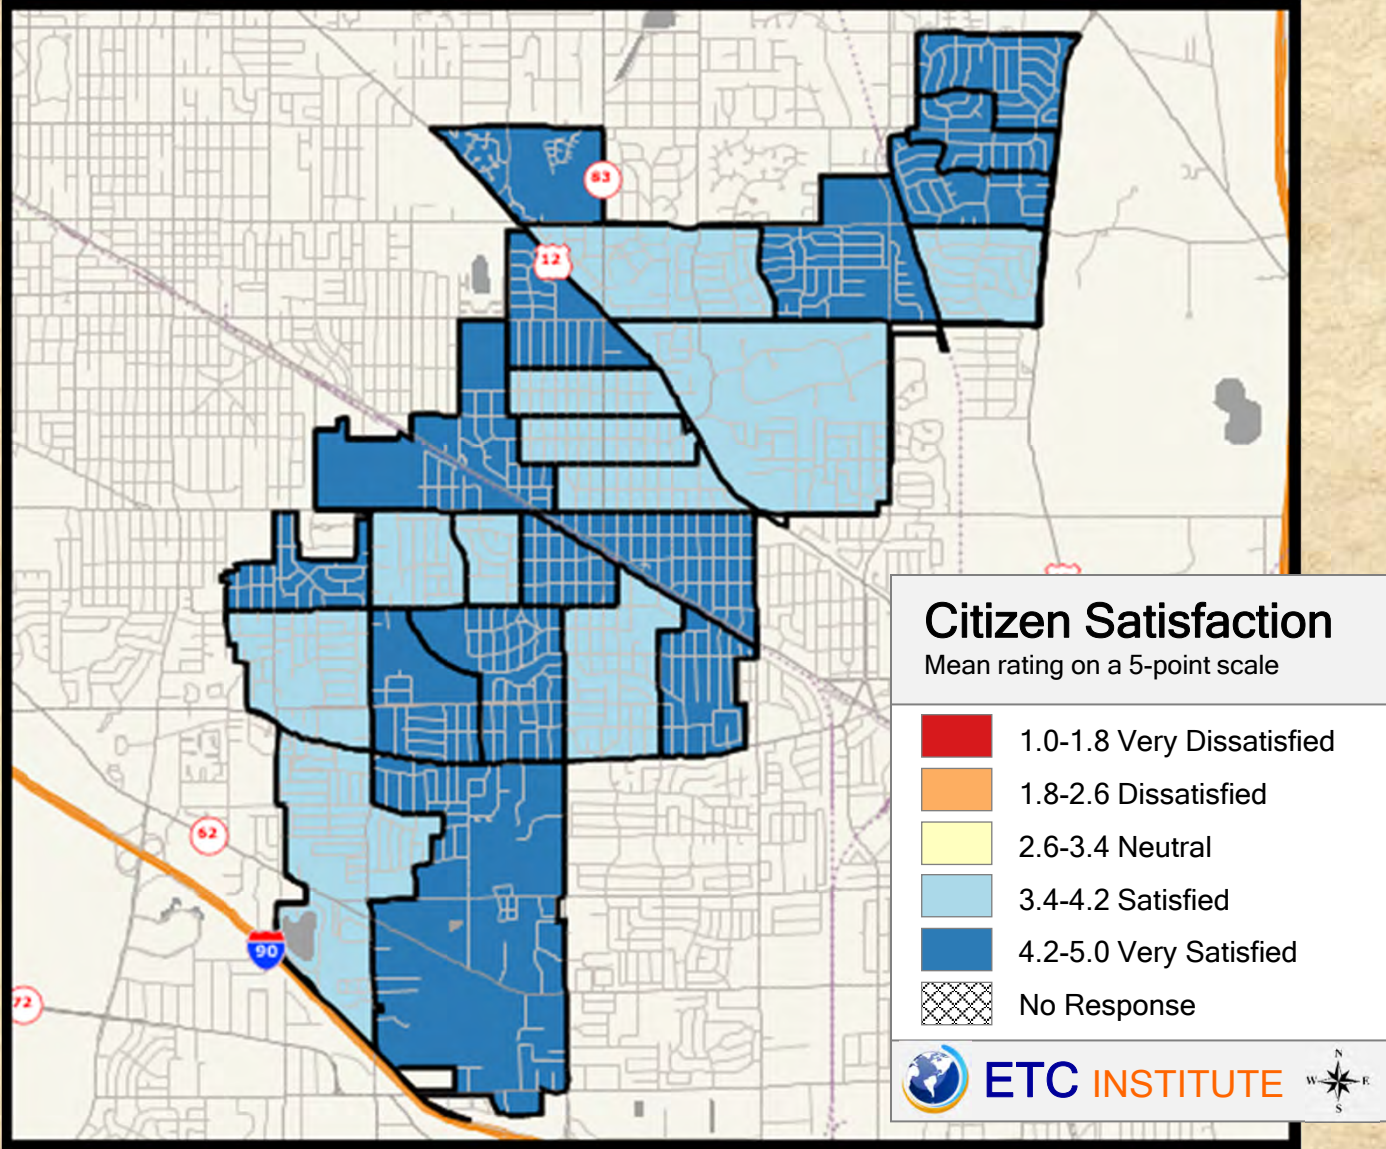 83
12
Citizen Satisfaction
Mean rating on a 5-point scale
1.0-1.8 Very Dissatisfied
1.8-2.6 Dissatisfied
62
2.6-3.4 Neutral
3.4-4.2 Satisfied
90
4.2-5.0 Very Satisfied
72
No Response
ETC INSTITUTE
N
W E
S